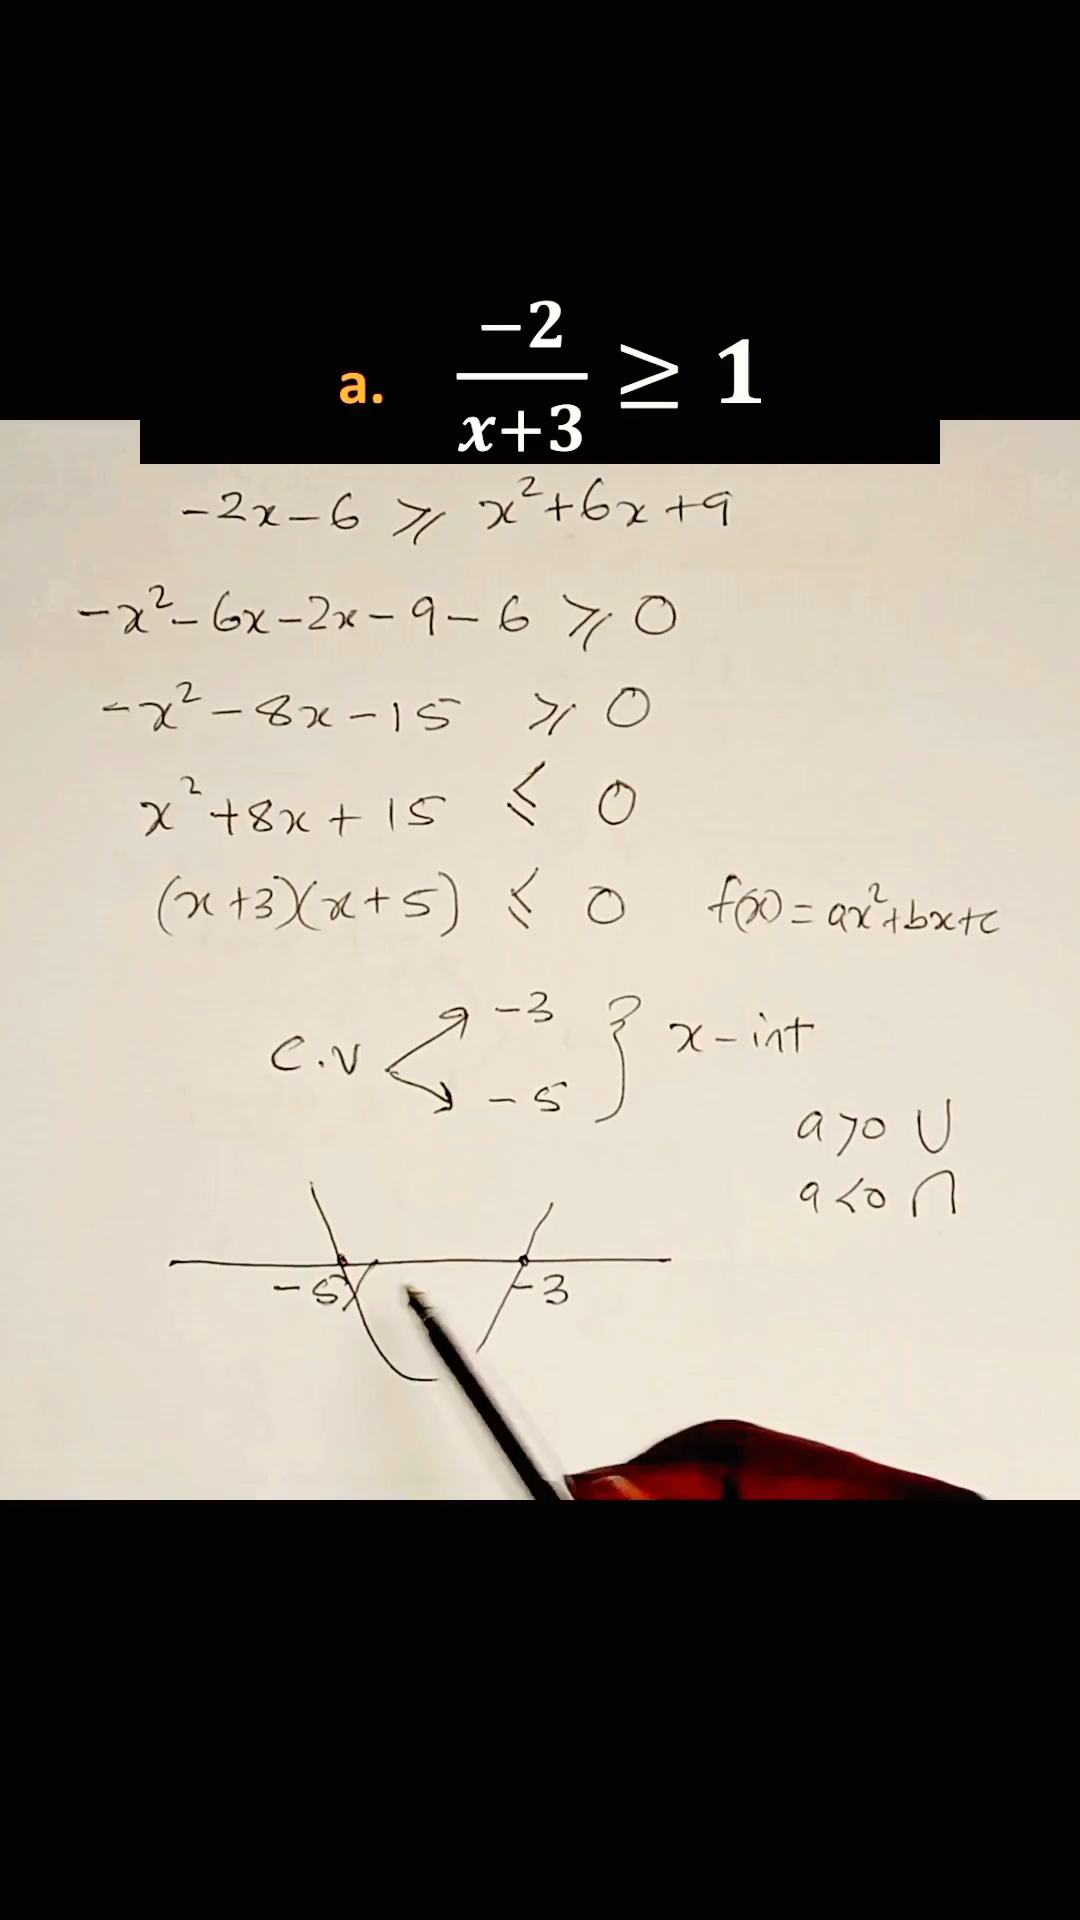 a. −2/x+3 ≥ 1
-2x-6 ≥ x²+6x+9
-x²-6x-2x-9-6 ≥ 0
-x²-8x-15 ≥ 0
x²+8x+15 ≤ 0
(x+3)(x+5) ≤ 0 f(x)=ax²+bx+c
C.V -3
-5 } x-int
a>0 ∪
a<0 ∩
-5 -3